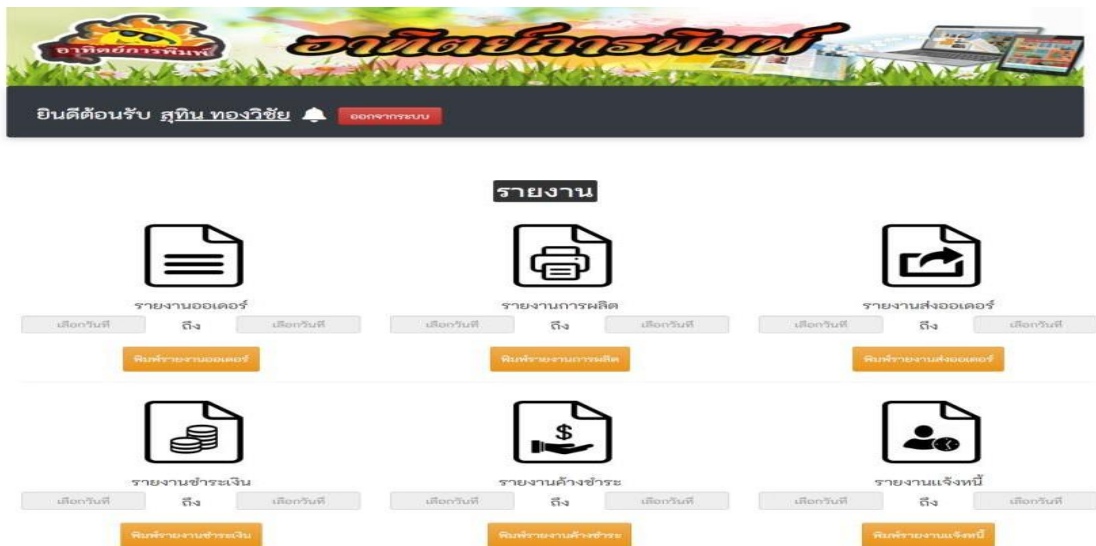 อาทิตย์การพิมพ์ อาทิตย์การพิมพ์
ยินดีต้อนรับ สุทิน ทองวิชัย ออกจากระบบ
รายงาน
รายงานออเดอร์ รายงานการผลิต รายงานส่งออเดอร์
เลือกวันที่ ถึง เลือกวันที่ เลือกวันที่ ถึง เลือกวันที่ เลือกวันที่ ถึง เลือกวันที่
พิมพ์รายงานออเดอร์ พิมพ์รายงานการผลิต พิมพ์รายงานส่งออเดอร์
$
รายงานชำระเงิน รายงานค้างชำระ รายงานแจ้งหนี้
เลือกวันที่ ถึง เลือกวันที่ เลือกวันที่ ถึง เลือกวันที่ เลือกวันที่ ถึง เลือกวันที่
พิมพ์รายงานชำระเงิน พิมพ์รายงานค้างชำระ พิมพ์รายงานแจ้งหนี้